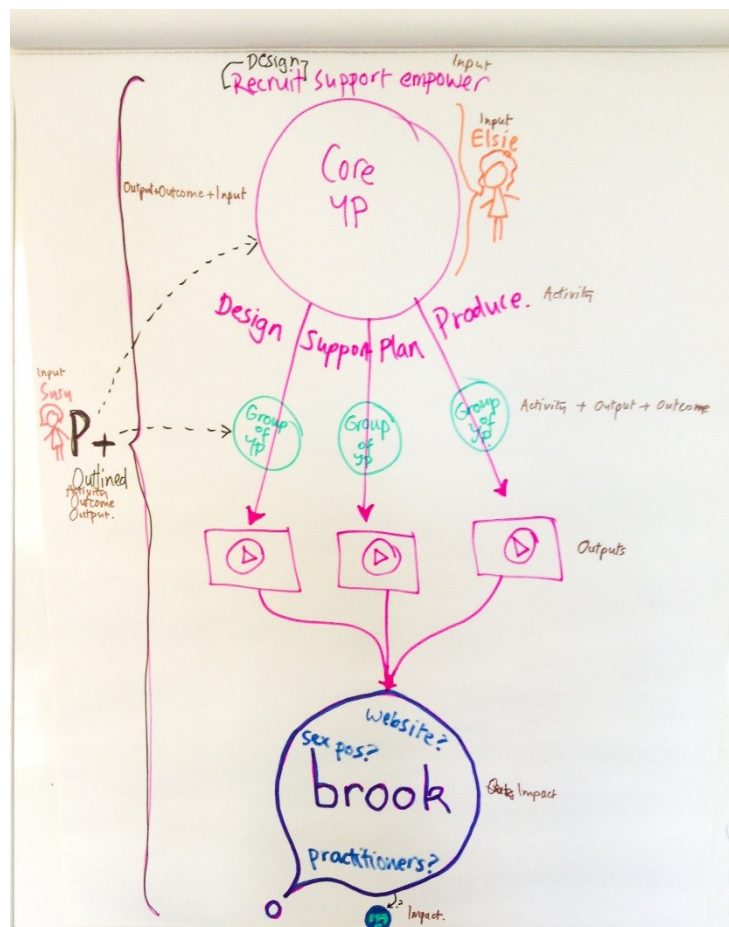 Design
Input
Recruit support empower
Input
Elsie
Core
YP
Output+Outcome+Input
Design Support Plan Produce.
Activity
Input
Susy
P+
Outlined
Activity
Outcome
Output.
Group
of
YP
Group
of
YP
Group
of
YP
Activity + Output + Outcome
Outputs
website?
sex pos?
brook
Impact
practitioners?
?
Impact.